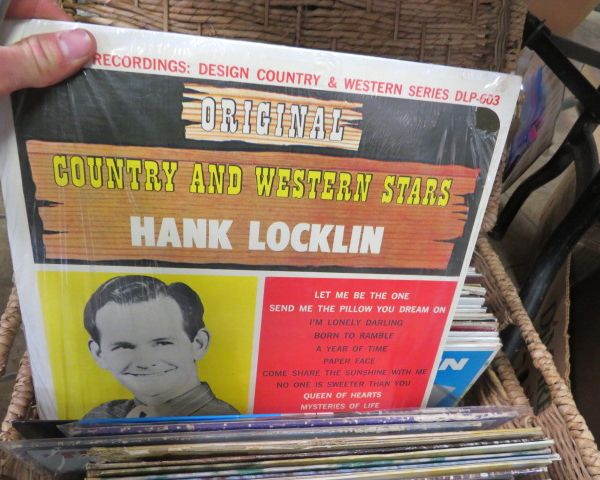 RECORDINGS: DESIGN COUNTRY & WESTERN SERIES DLP-603
ORIGINAL
COUNTRY AND WESTERN STARS
HANK LOCKLIN
LET ME BE THE ONE
SEND ME THE PILLOW YOU DREAM ON
I'M LONELY DARLING
BORN TO RAMBLE
A YEAR OF TIME
PAPER FACE
COME SHARE THE SUNSHINE WITH ME
NO ONE IS SWEETER THAN YOU
QUEEN OF HEARTS
MYSTERIES OF LIFE
N